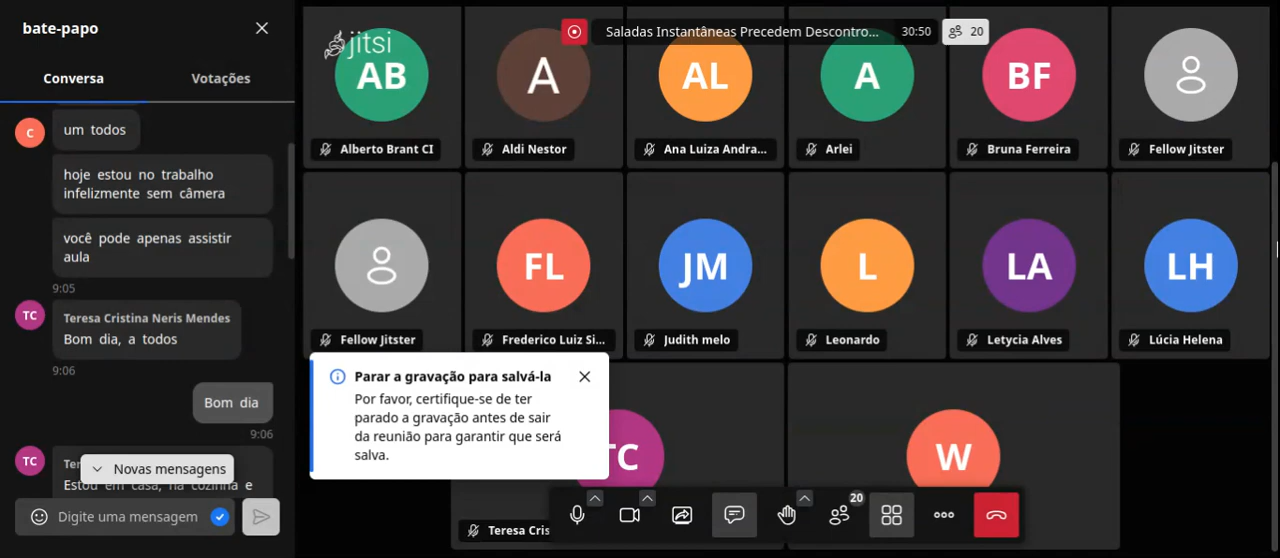 bate-papo
Conversa
Votações
C
um todos
hoje estou no trabalho
infelizmente sem câmera
você pode apenas assistir
aula
9:05
TC
Teresa Cristina Neris Mendes
Bom dia, a todos
9:06
Bom dia
9:06
TC
Ter
Estou em casa, na cozinha e
Novas mensagens
Digite uma mensagem
jitsi
Saladas Instantâneas Precedem Descontro...
30:50
20
AB
Alberto Brant CI
A
Aldi Nestor
AL
Ana Luiza Andra...
A
Arlei
BF
Bruna Ferreira
Fellow Jitster
Fellow Jitster
FL
Frederico Luiz Si...
JM
Judith melo
L
Leonardo
LA
Letycia Alves
LH
Lúcia Helena
Parar a gravação para salvá-la
Por favor, certifique-se de ter
parado a gravação antes de sair
da reunião para garantir que será
salva.
TC
Teresa Cris
W
20